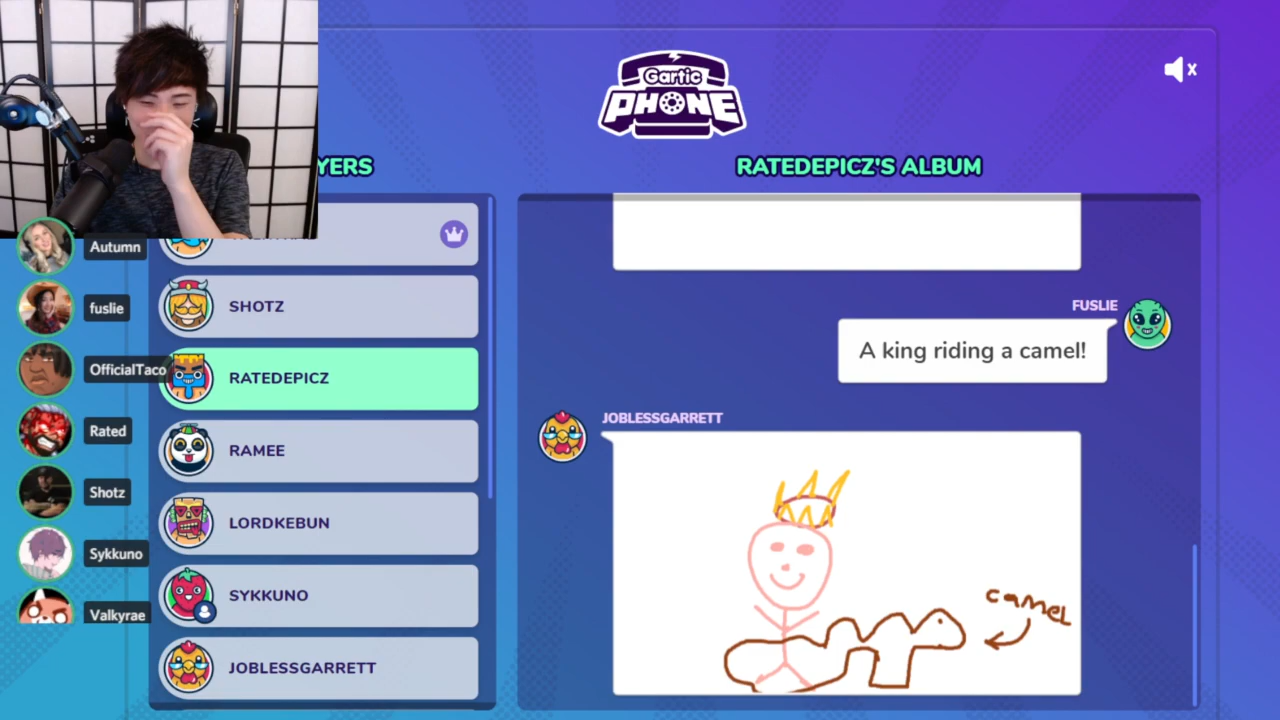 Gartic
PHONE
YERS
RATEDEPICZ'S ALBUM
Autumn
fuslie
OfficialTaco
Rated
Shotz
Sykkuno
Valkyrae
SHOTZ
RATEDEPICZ
RAMEE
LORDKEBUN
SYKKUNO
JOBLESSGARRETT
FUSLIE
A king riding a camel!
JOBLESSGARRETT
camel